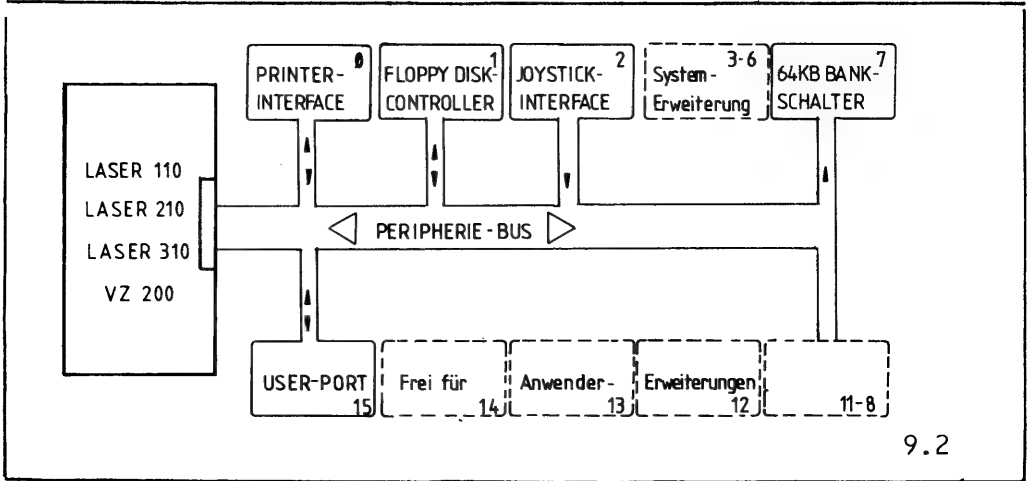 LASER 110
LASER 210
LASER 310
VZ 200
PRINTER-
INTERFACE
0
FLOPPY DISK-
CONTROLLER
1
JOYSTICK-
INTERFACE
2
System-
Erweiterung
3-6
64KB BANK-
SCHALTER
7
PERIPHERIE-BUS
USER-PORT
15
Frei für
14
Anwender-
13
Erweiterungen
12
11-8
9.2